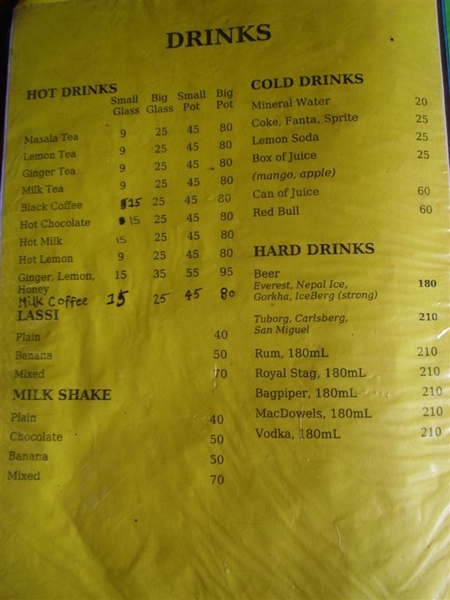 DRINKS
HOT DRINKS
Small Glass Big Glass Small Pot Big Pot
Masala Tea 9 25 45 80
Lemon Tea 9 25 45 80
Ginger Tea 9 25 45 80
Milk Tea 9 25 45 80
Black Coffee 15 25 45 80
Hot Chocolate 15 25 45 80
Hot Milk 15 25 45 80
Hot Lemon 9 25 45 80
Ginger, Lemon, 15 35 55 95
Honey
Milk Coffee 15 25 45 80
LASSI
Plain 40
Banana 50
Mixed 70
MILK SHAKE
Plain 40
Chocolate 50
Banana 50
Mixed 70
COLD DRINKS
Mineral Water 20
Coke, Fanta, Sprite 25
Lemon Soda 25
Box of Juice 25
(mango, apple)
Can of Juice 60
Red Bull 60
HARD DRINKS
Beer
Everest, Nepal Ice, 180
Gorkha, IceBerg (strong)
Tuborg, Carlsberg, 210
San Miguel
Rum, 180mL 210
Royal Stag, 180mL 210
Bagpiper, 180mL 210
MacDowels, 180mL 210
Vodka, 180mL 210